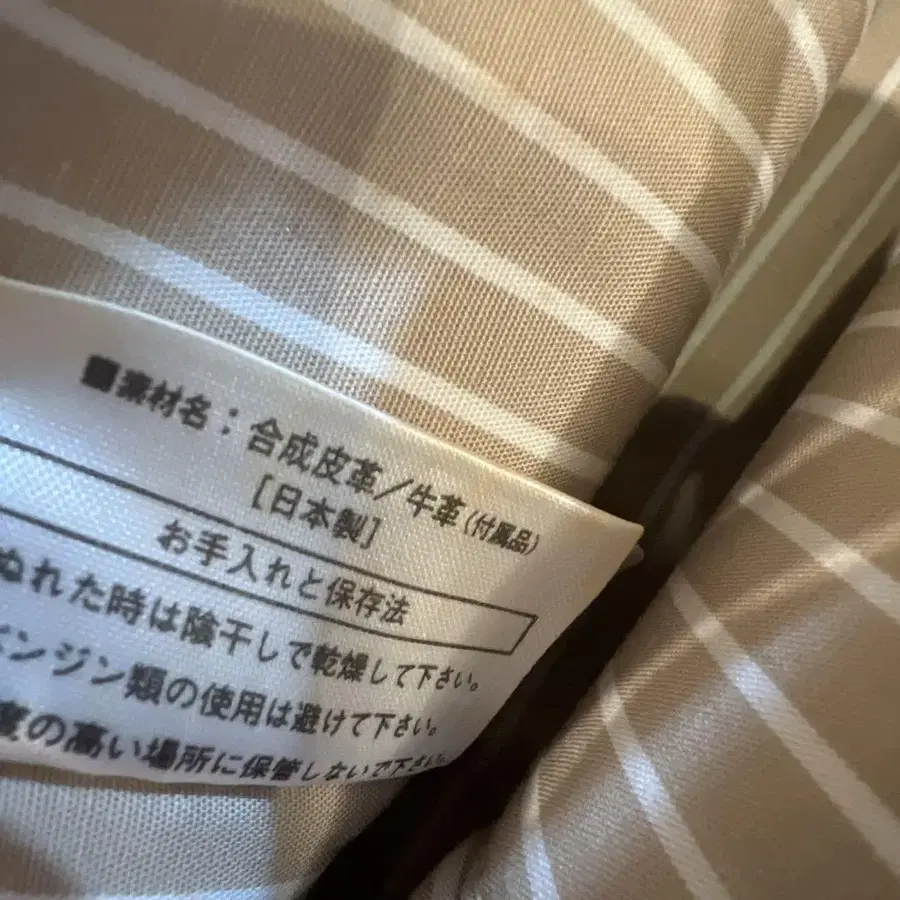 ■素材名：合成皮革／牛革(付属品)
[日本製]
お手入れと保存法
ぬれた時は陰干しで乾燥して下さい。
ベンジン類の使用は避けて下さい。
度の高い場所に保管しないで下さい。